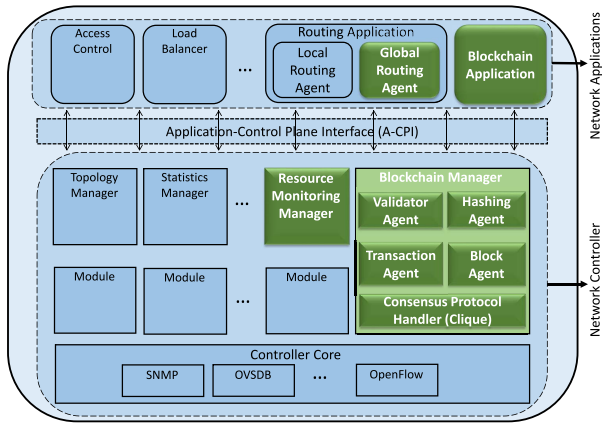 Access
Control
Load
Balancer
...
Routing Application
Local
Routing
Agent
Global
Routing
Agent
Blockchain
Application
Network Applications
Application-Control Plane Interface (A-CPI)
Topology
Manager
Statistics
Manager
...
Resource
Monitoring
Manager
Blockchain Manager
Validator
Agent
Hashing
Agent
Transaction
Agent
Block
Agent
Consensus Protocol
Handler (Clique)
Module
Module
...
Module
Network Controller
Controller Core
SNMP
OVSDB
...
OpenFlow